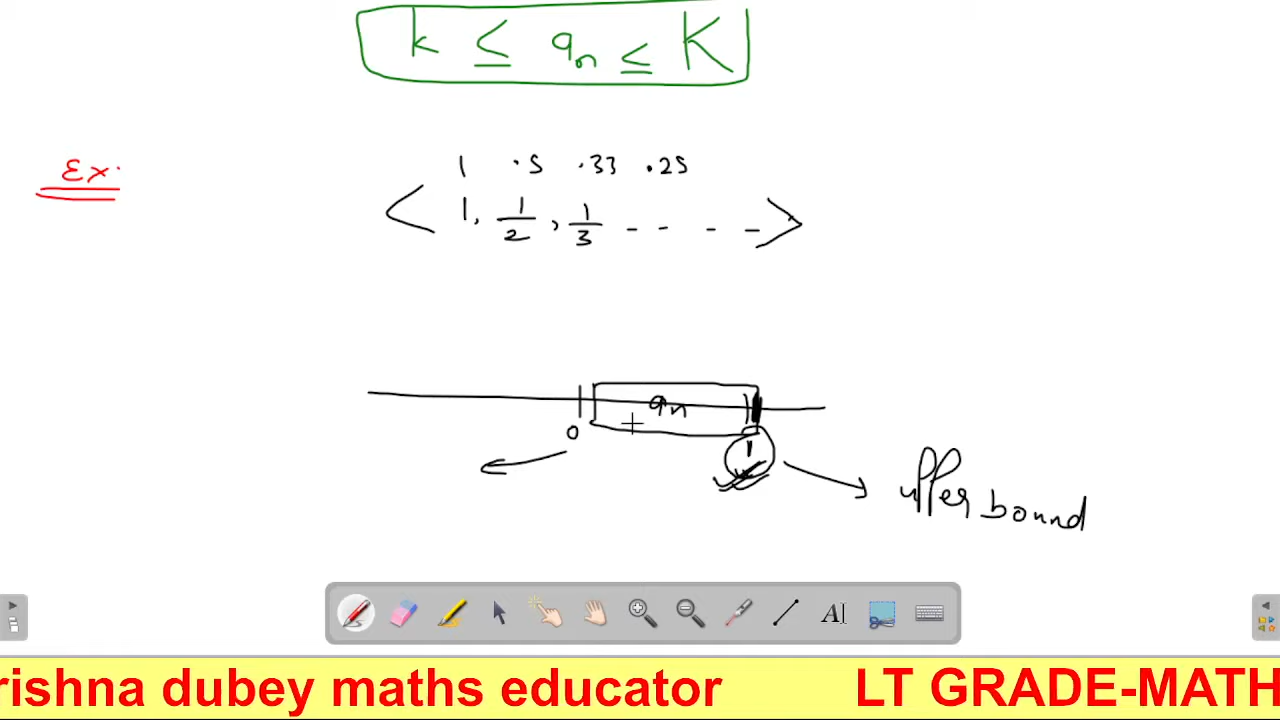 k ≤ an ≤ K
Ex.
1 .5 .33 .25
< 1, 1/2, 1/3 - - - - >
an
0
1
upper bound
AI
rishna dubey maths educator LT GRADE-MATH